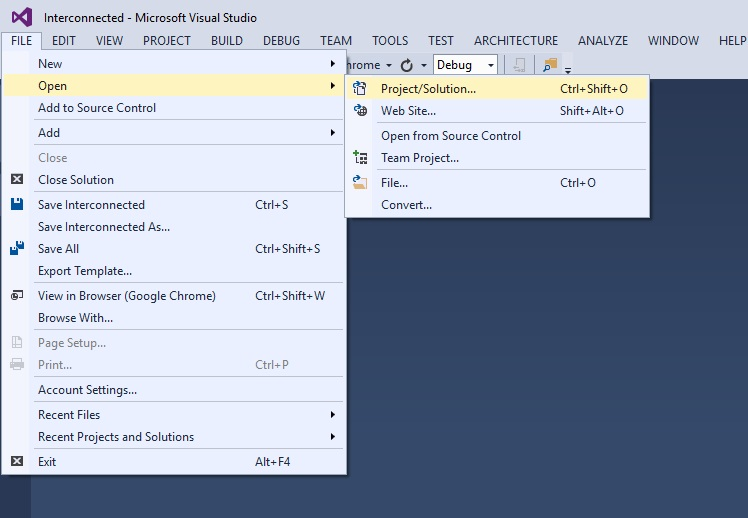 Interconnected - Microsoft Visual Studio
FILE EDIT VIEW PROJECT BUILD DEBUG TEAM TOOLS TEST ARCHITECTURE ANALYZE WINDOW HELP
hrome Debug
New
Open
Add to Source Control
Add
Close
Close Solution
Save Interconnected Ctrl+S
Save Interconnected As...
Save All Ctrl+Shift+S
Export Template...
View in Browser (Google Chrome) Ctrl+Shift+W
Browse With...
Page Setup...
Print... Ctrl+P
Account Settings...
Recent Files
Recent Projects and Solutions
Exit Alt+F4
Project/Solution... Ctrl+Shift+O
Web Site... Shift+Alt+O
Open from Source Control
Team Project...
File... Ctrl+O
Convert...